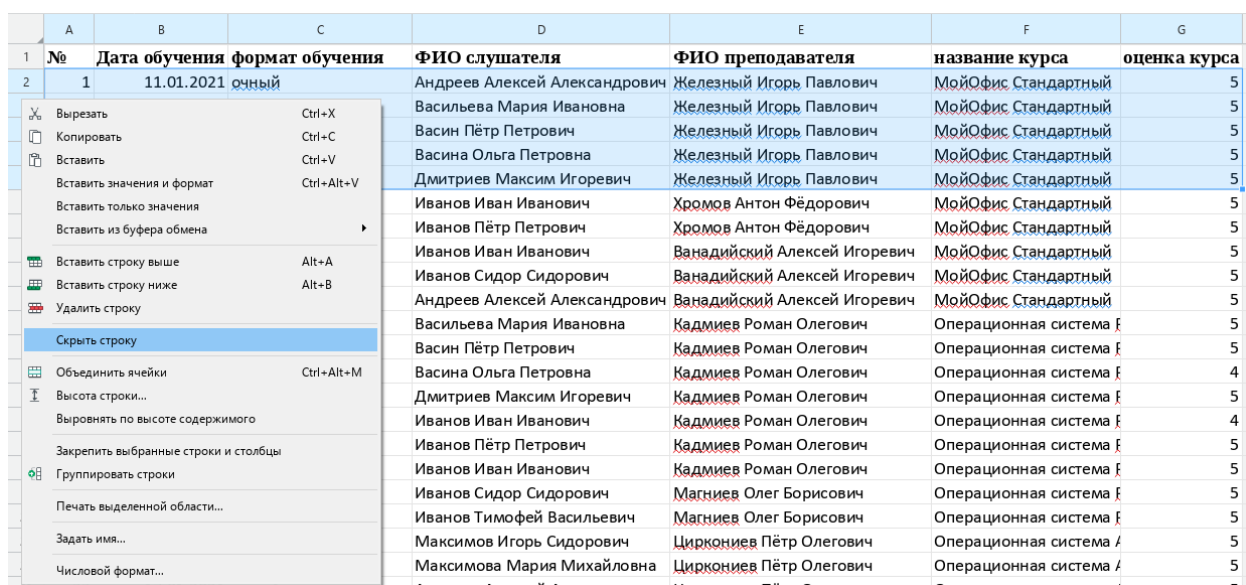 A B C D E F G
1 № Дата обучения формат обучения ФИО слушателя ФИО преподавателя название курса оценка курса
2 1 11.01.2021 очный Андреев Алексей Александрович Железный Игорь Павлович МойОфис Стандартный 5
Вырезать Ctrl+X Васильева Мария Ивановна Железный Игорь Павлович МойОфис Стандартный 5
Копировать Ctrl+C Васин Пётр Петрович Железный Игорь Павлович МойОфис Стандартный 5
Вставить Ctrl+V Васина Ольга Петровна Железный Игорь Павлович МойОфис Стандартный 5
Вставить значения и формат Ctrl+Alt+V Дмитриев Максим Игоревич Железный Игорь Павлович МойОфис Стандартный 5
Вставить только значения Иванов Иван Иванович Хромов Антон Фёдорович МойОфис Стандартный 5
Вставить из буфера обмена Иванов Пётр Петрович Хромов Антон Фёдорович МойОфис Стандартный 5
Вставить строку выше Alt+A Иванов Иван Иванович Ванадийский Алексей Игоревич МойОфис Стандартный 5
Вставить строку ниже Alt+B Иванов Сидор Сидорович Ванадийский Алексей Игоревич МойОфис Стандартный 5
Удалить строку Андреев Алексей Александрович Ванадийский Алексей Игоревич МойОфис Стандартный 5
Васильева Мария Ивановна Кадмиев Роман Олегович Операционная система 5
Скрыть строку Васин Пётр Петрович Кадмиев Роман Олегович Операционная система 5
Объединить ячейки Ctrl+Alt+M Васина Ольга Петровна Кадмиев Роман Олегович Операционная система 4
Высота строки... Дмитриев Максим Игоревич Кадмиев Роман Олегович Операционная система 5
Выровнять по высоте содержимого Иванов Иван Иванович Кадмиев Роман Олегович Операционная система 4
Закрепить выбранные строки и столбцы Иванов Пётр Петрович Кадмиев Роман Олегович Операционная система 5
Группировать строки Иванов Иван Иванович Кадмиев Роман Олегович Операционная система 5
Иванов Сидор Сидорович Магниев Олег Борисович Операционная система 5
Печать выделенной области... Иванов Тимофей Васильевич Магниев Олег Борисович Операционная система 5
Задать имя... Максимов Игорь Сидорович Циркониев Пётр Олегович Операционная система 5
Числовой формат... Максимова Мария Михайловна Циркониев Пётр Олегович Операционная система 5